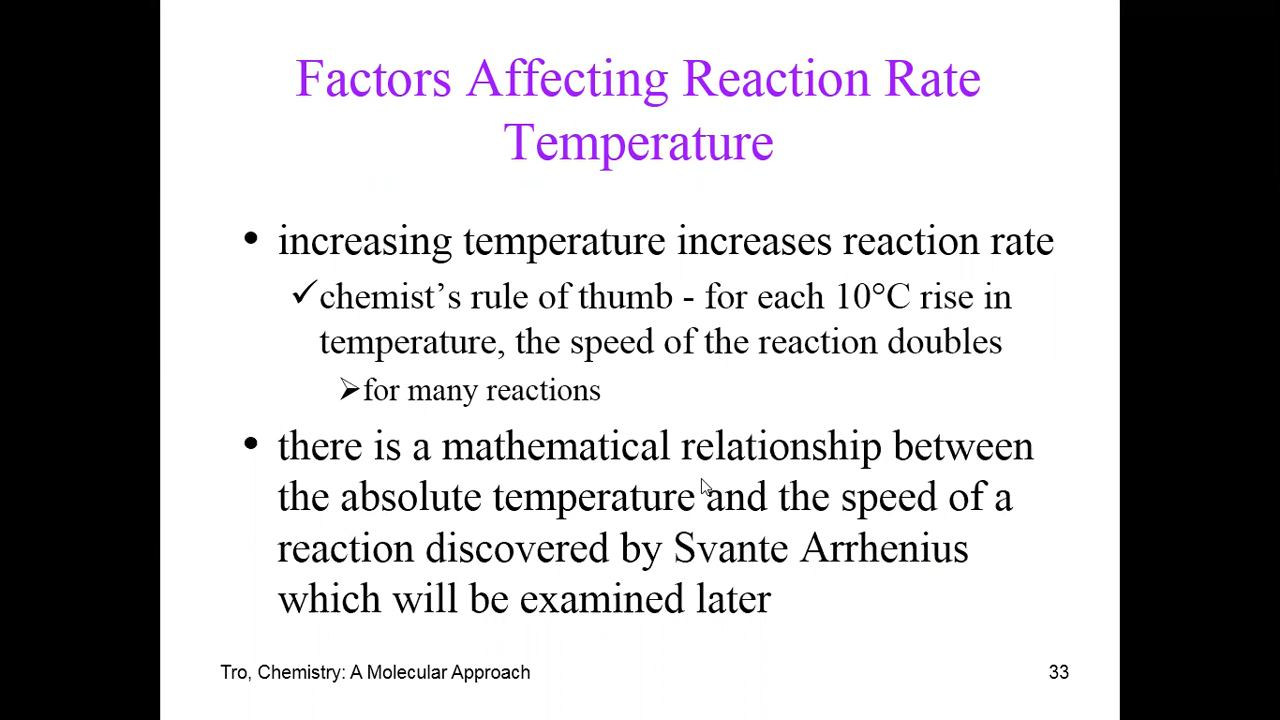 Factors Affecting Reaction Rate
Temperature
• increasing temperature increases reaction rate
✓chemist's rule of thumb - for each 10°C rise in
temperature, the speed of the reaction doubles
➢for many reactions
• there is a mathematical relationship between
the absolute temperature and the speed of a
reaction discovered by Svante Arrhenius
which will be examined later
Tro, Chemistry: A Molecular Approach
33